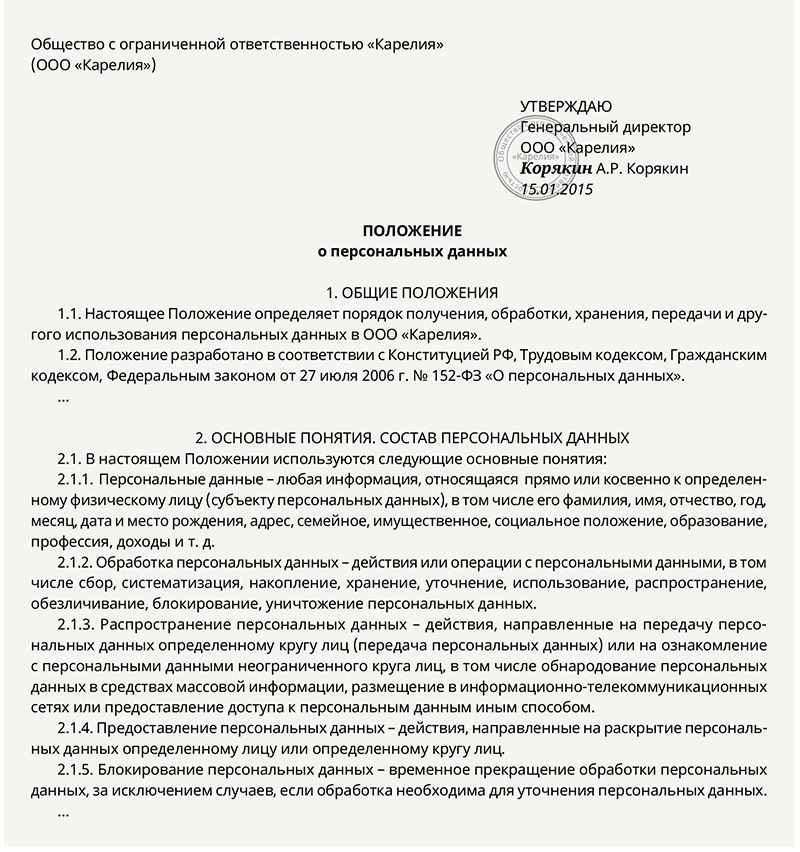 Общество с ограниченной ответственностью «Карелия»
(ООО «Карелия»)
УТВЕРЖДАЮ
Генеральный директор
ООО «Карелия»
Корякин А.Р. Корякин
15.01.2015
«Карелия»
ПОЛОЖЕНИЕ
о персональных данных
1. ОБЩИЕ ПОЛОЖЕНИЯ
1.1. Настоящее Положение определяет порядок получения, обработки, хранения, передачи и дру-
гого использования персональных данных в ООО «Карелия».
1.2. Положение разработано в соответствии с Конституцией РФ, Трудовым кодексом, Гражданским
кодексом, Федеральным законом от 27 июля 2006 г. № 152-ФЗ «О персональных данных».
...
2. ОСНОВНЫЕ ПОНЯТИЯ. СОСТАВ ПЕРСОНАЛЬНЫХ ДАННЫХ
2.1. В настоящем Положении используются следующие основные понятия:
2.1.1. Персональные данные – любая информация, относящаяся прямо или косвенно к определен-
ному физическому лицу (субъекту персональных данных), в том числе его фамилия, имя, отчество, год,
месяц, дата и место рождения, адрес, семейное, имущественное, социальное положение, образование,
профессия, доходы и т. д.
2.1.2. Обработка персональных данных – действия или операции с персональными данными, в том
числе сбор, систематизация, накопление, хранение, уточнение, использование, распространение,
обезличивание, блокирование, уничтожение персональных данных.
2.1.3. Распространение персональных данных – действия, направленные на передачу персо-
нальных данных определенному кругу лиц (передача персональных данных) или на ознакомление
с персональными данными неограниченного круга лиц, в том числе обнародование персональных
данных в средствах массовой информации, размещение в информационно-телекоммуникационных
сетях или предоставление доступа к персональным данным иным способом.
2.1.4. Предоставление персональных данных – действия, направленные на раскрытие персональ-
ных данных определенному лицу или определенному кругу лиц.
2.1.5. Блокирование персональных данных – временное прекращение обработки персональных
данных, за исключением случаев, если обработка необходима для уточнения персональных данных.
...